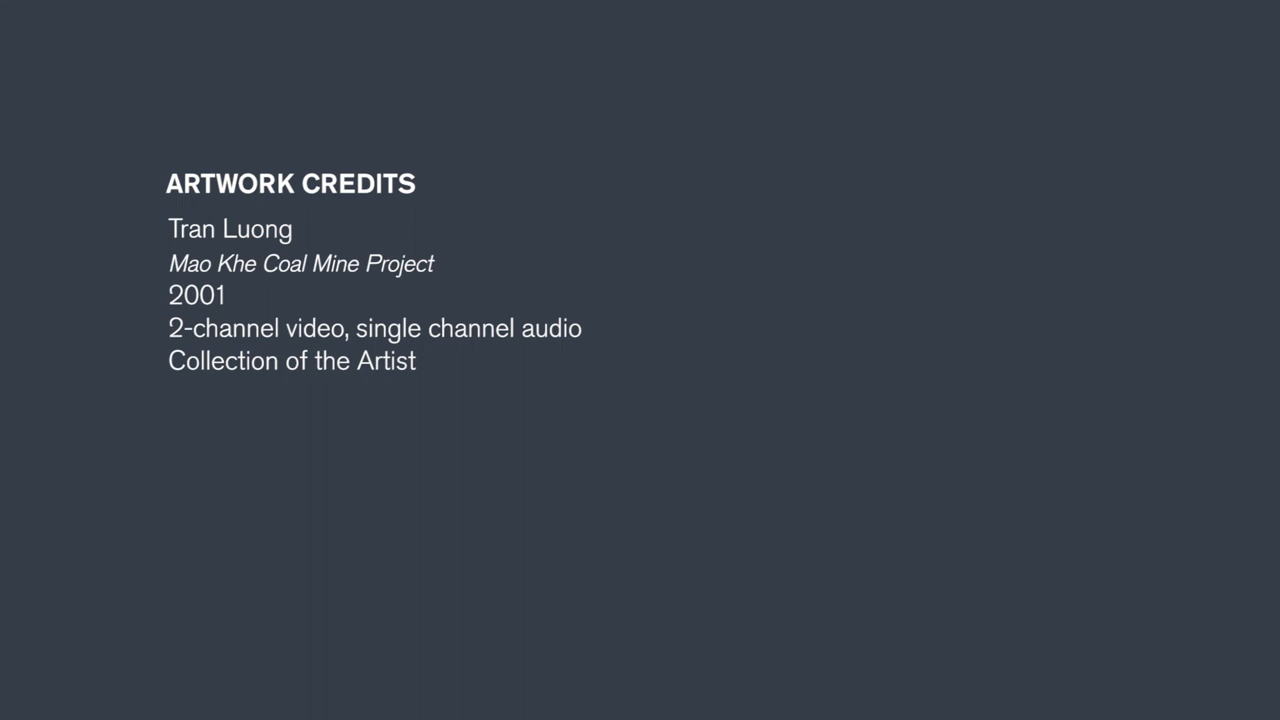 ARTWORK CREDITS
Tran Luong
Mao Khe Coal Mine Project
2001
2-channel video, single channel audio
Collection of the Artist